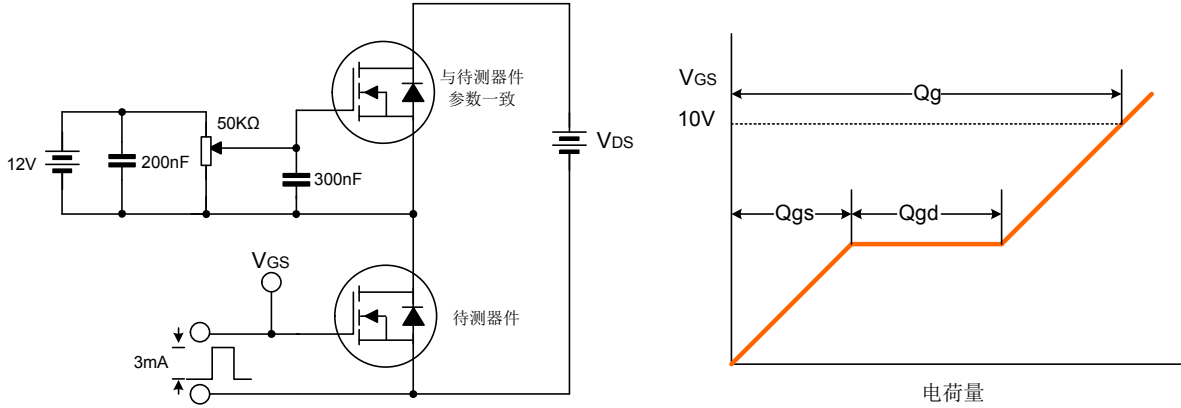 与待测器件
参数一致
50KΩ
12V
200nF
300nF
VDS
VGS
待测器件
3mA
VGS
10V
Qg
Qgs
Qgd
电荷量